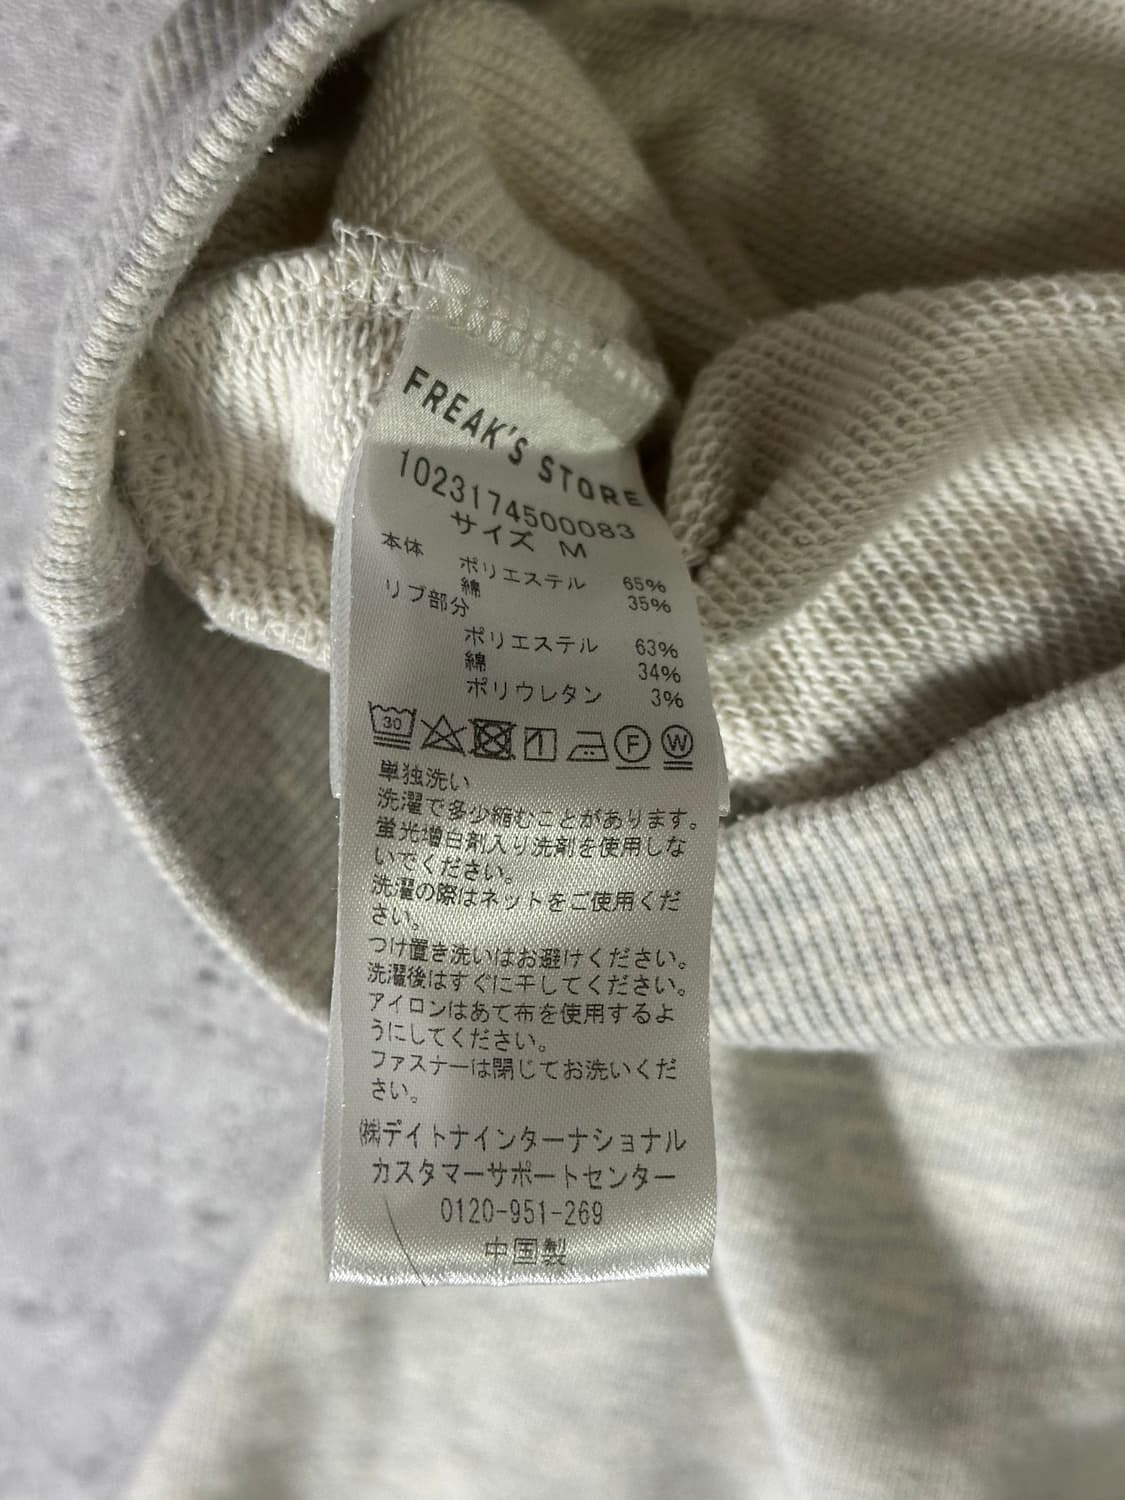 FREAK'S STORE
1023174500083
サイズ M
本体
ポリエステル 65%
綿 35%
リブ部分
ポリエステル 63%
綿 34%
ポリウレタン 3%
30 F W
単独洗い
洗濯で多少縮むことがあります。
蛍光増白剤入り洗剤を使用しな
いでください。
洗濯の際はネットをご使用くだ
さい。
つけ置き洗いはお避けください。
洗濯後はすぐに干してください。
アイロンはあて布を使用するよ
うにしてください。
ファスナーは閉じてお洗いくだ
さい。
㈱デイトナインターナショナル
カスタマーサポートセンター
0120-951-269
中国製